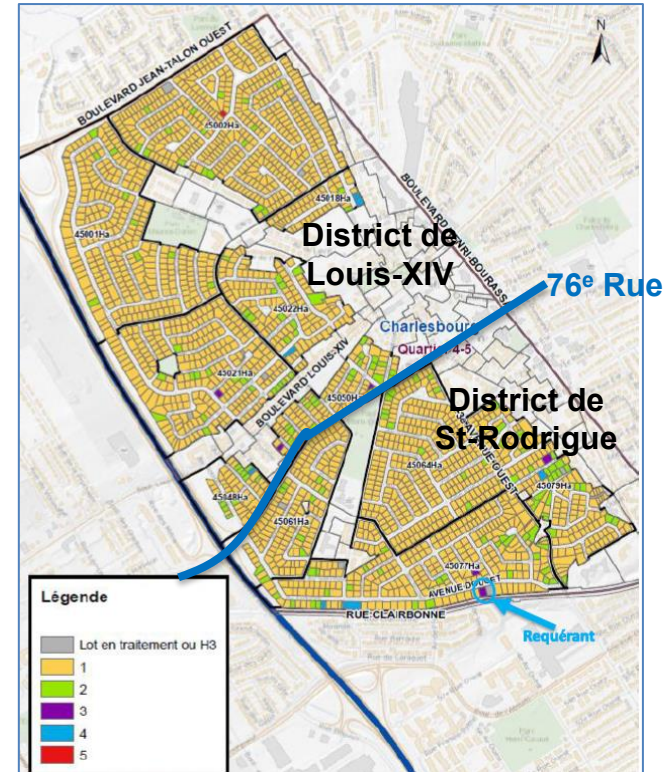 BOULEVARD JEAN-TALON OUEST
N
45002Ha
45018Ha
45001Ha
BOULEVARD HENRI-BOURASS
District de
Louis-XIV
76e Rue
45022Ha
Charlesbourg
Quartier 4-5
BOULEVARD LOUIS-XIV
45021Ha
45050H
District de
St-Rodrigue
45064Ha
45079Ha
45048Ha
45061Ha
45077Ha
AVENUE DOUCET
RUE CLAIRBONNE
Requérant
Légende
Lot en traitement ou H3
1
2
3
4
5